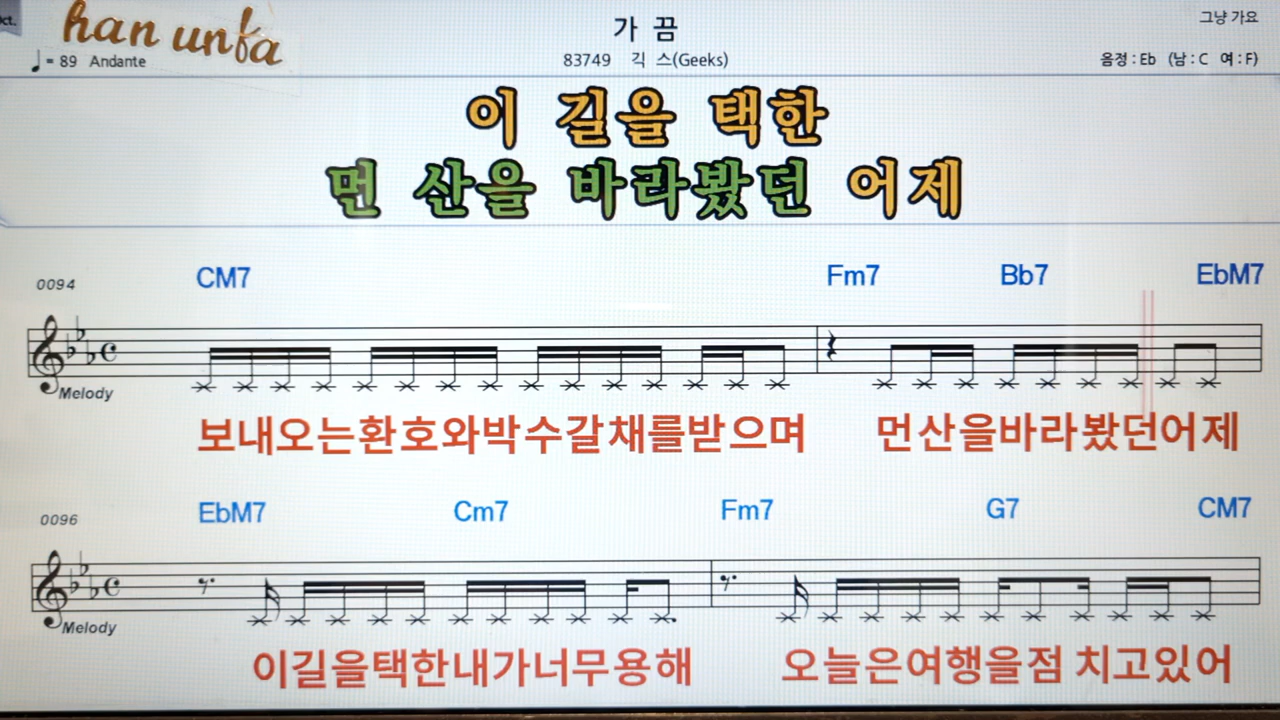 ct.
han unfa
가 끔
그냥 가요
♩= 89 Andante
83749 긱 스(Geeks)
음정 : Eb (남 : C 여 : F)
이 길을 택한
먼 산을 바라봤던 어제
0094 CM7 Fm7 Bb7 EbM7
Melody
보내오는환호와박수갈채를받으며 먼산을바라봤던어제
0096 EbM7 Cm7 Fm7 G7 CM7
Melody
이길을택한내가너무용해 오늘은여행을점 치고있어